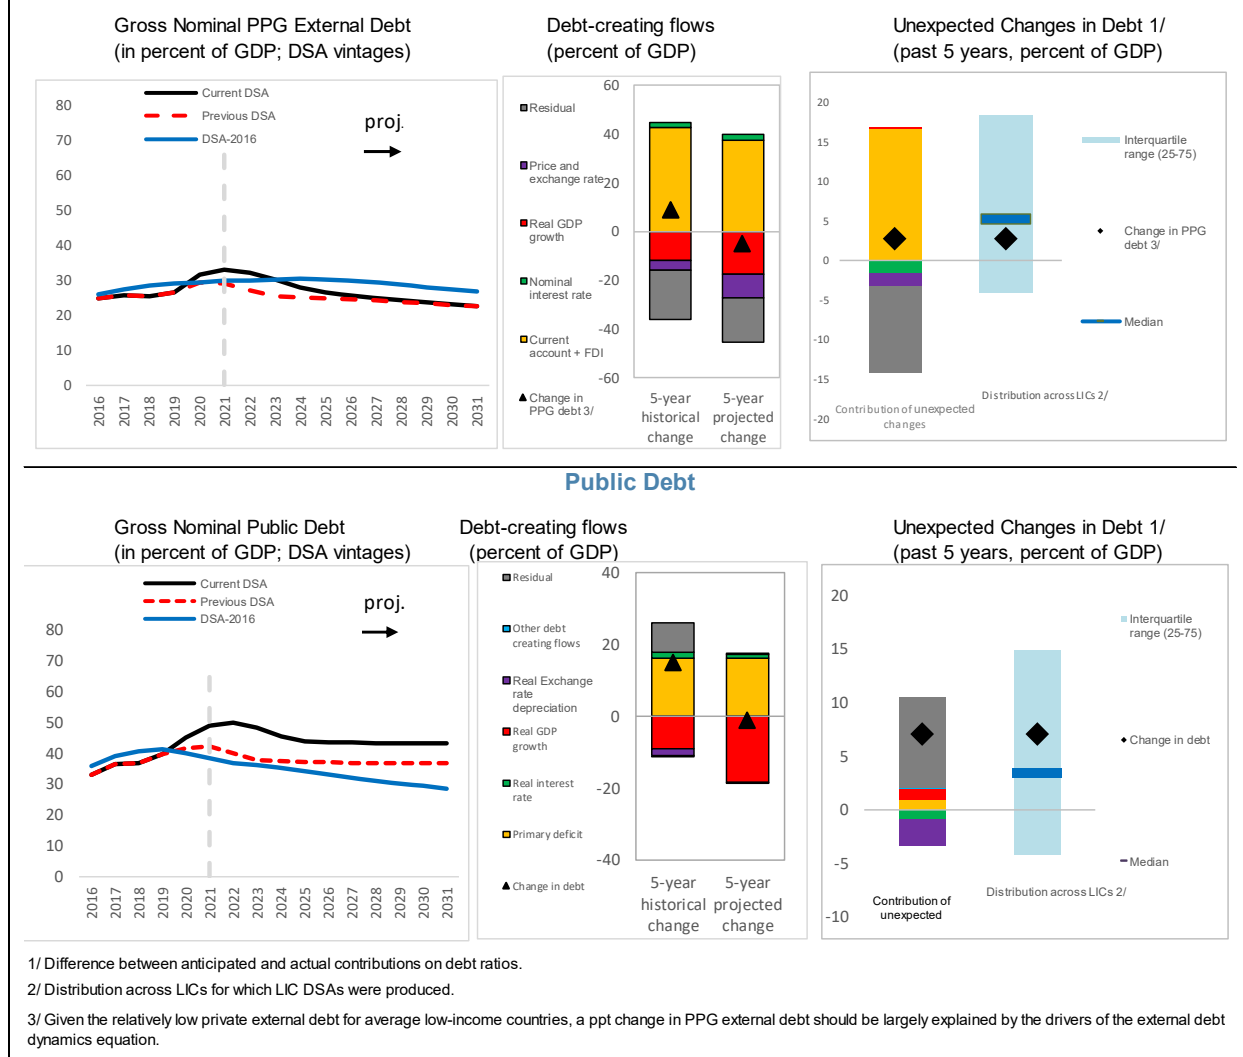 Gross Nominal PPG External Debt
(in percent of GDP; DSA vintages)
Current DSA
Previous DSA
DSA-2016
proj.
80
70
60
50
40
30
20
10
0
2016
2017
2018
2019
2020
2021
2022
2023
2024
2025
2026
2027
2028
2029
2030
2031
Debt-creating flows
(percent of GDP)
Residual
Price and
exchange rate
Real GDP
growth
Nominal
interest rate
Current
account + FDI
Change in
PPG debt 3/
60
40
20
0
-20
-40
-60
5-year
historical
change
5-year
projected
change
Unexpected Changes in Debt 1/
(past 5 years, percent of GDP)
20
15
10
5
0
-5
-10
-15
-20
Interquartile
range (25-75)
Change in PPG
debt 3/
Median
Contribution of unexpected
changes
Distribution across LICs 2/
Public Debt
Gross Nominal Public Debt
(in percent of GDP; DSA vintages)
Current DSA
Previous DSA
DSA-2016
proj.
80
70
60
50
40
30
20
10
0
2016
2017
2018
2019
2020
2021
2022
2023
2024
2025
2026
2027
2028
2029
2030
2031
Debt-creating flows
(percent of GDP)
Residual
Other debt
creating flows
Real Exchange
rate
depreciation
Real GDP
growth
Real interest
rate
Primary deficit
Change in debt
40
20
0
-20
-40
5-year
historical
change
5-year
projected
change
Unexpected Changes in Debt 1/
(past 5 years, percent of GDP)
20
15
10
5
0
-5
-10
Interquartile
range (25-75)
Change in debt
Median
Contribution of
unexpected
Distribution across LICs 2/
1/ Difference between anticipated and actual contributions on debt ratios.
2/ Distribution across LICs for which LIC DSAs were produced.
3/ Given the relatively low private external debt for average low-income countries, a ppt change in PPG external debt should be largely explained by the drivers of the external debt
dynamics equation.